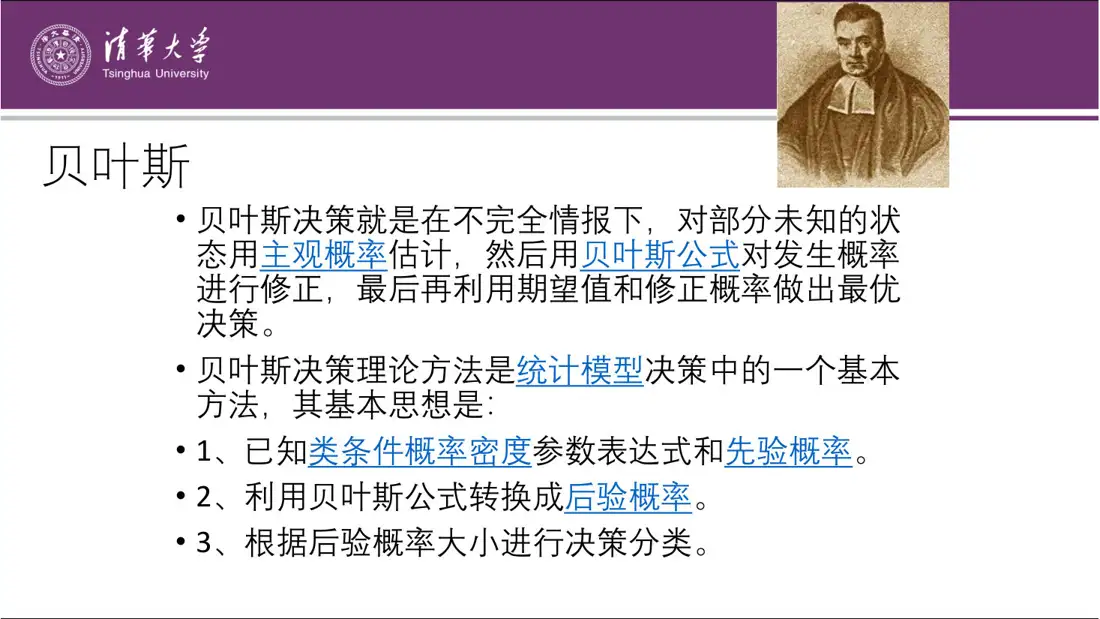 清华大学
Tsinghua University
贝叶斯
• 贝叶斯决策就是在不完全情报下，对部分未知的状
态用主观概率估计，然后用贝叶斯公式对发生概率
进行修正，最后再利用期望值和修正概率做出最优
决策。
• 贝叶斯决策理论方法是统计模型决策中的一个基本
方法，其基本思想是：
• 1、已知类条件概率密度参数表达式和先验概率。
• 2、利用贝叶斯公式转换成后验概率。
• 3、根据后验概率大小进行决策分类。